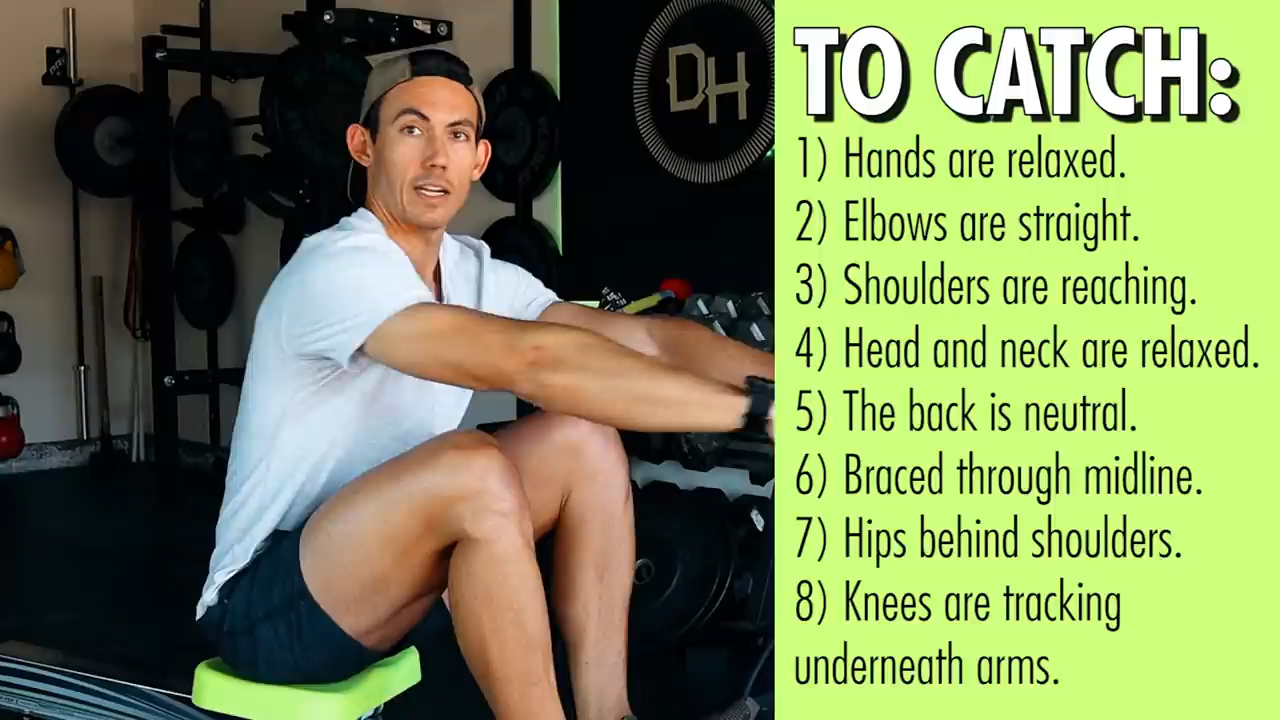 DH
TO CATCH:
1) Hands are relaxed.
2) Elbows are straight.
3) Shoulders are reaching.
4) Head and neck are relaxed.
5) The back is neutral.
6) Braced through midline.
7) Hips behind shoulders.
8) Knees are tracking
underneath arms.